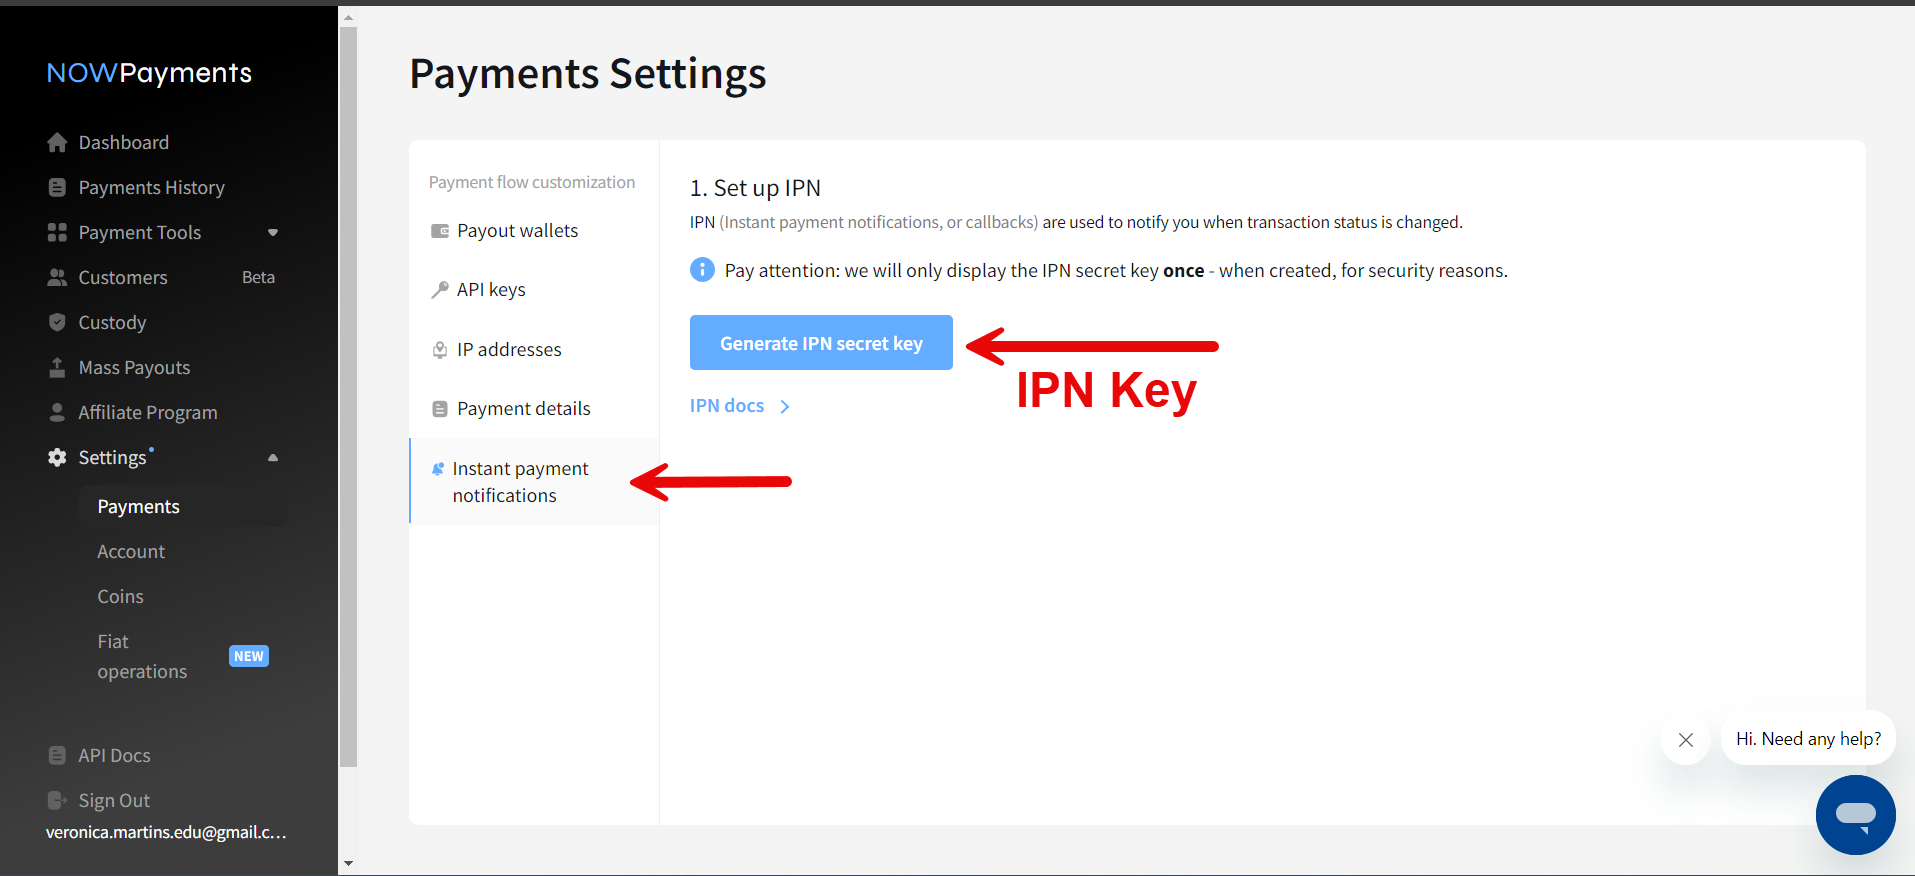 NOWPayments
Dashboard
Payments History
Payment Tools
Customers Beta
Custody
Mass Payouts
Affiliate Program
Settings
Payments
Account
Coins
Fiat
operations
NEW
API Docs
Sign Out
veronica.martins.edu@gmail.c...
Payments Settings
Payment flow customization
Payout wallets
API keys
IP addresses
Payment details
Instant payment
notifications
1. Set up IPN
IPN (Instant payment notifications, or callbacks) are used to notify you when transaction status is changed.
Pay attention: we will only display the IPN secret key once - when created, for security reasons.
Generate IPN secret key
IPN Key
IPN docs
Hi. Need any help?